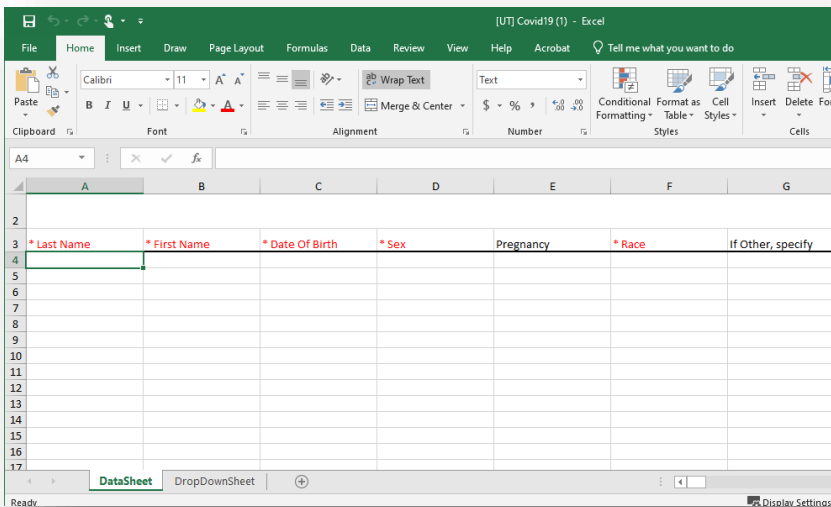 [UT] Covid19 (1) - Excel
File Home Insert Draw Page Layout Formulas Data Review View Help Acrobat Tell me what you want to do
Calibri 11 A A ab Wrap Text Text
Paste B I U A Merge & Center $ % , Conditional Format as Cell Insert Delete For
Formatting Table Styles
Clipboard Font Alignment Number Styles Cells
A4 fx
A B C D E F G
2
3 * Last Name * First Name * Date Of Birth * Sex Pregnancy * Race If Other, specify
4
5
6
7
8
9
10
11
12
13
14
15
16
17
DataSheet DropDownSheet
Ready Display Settings